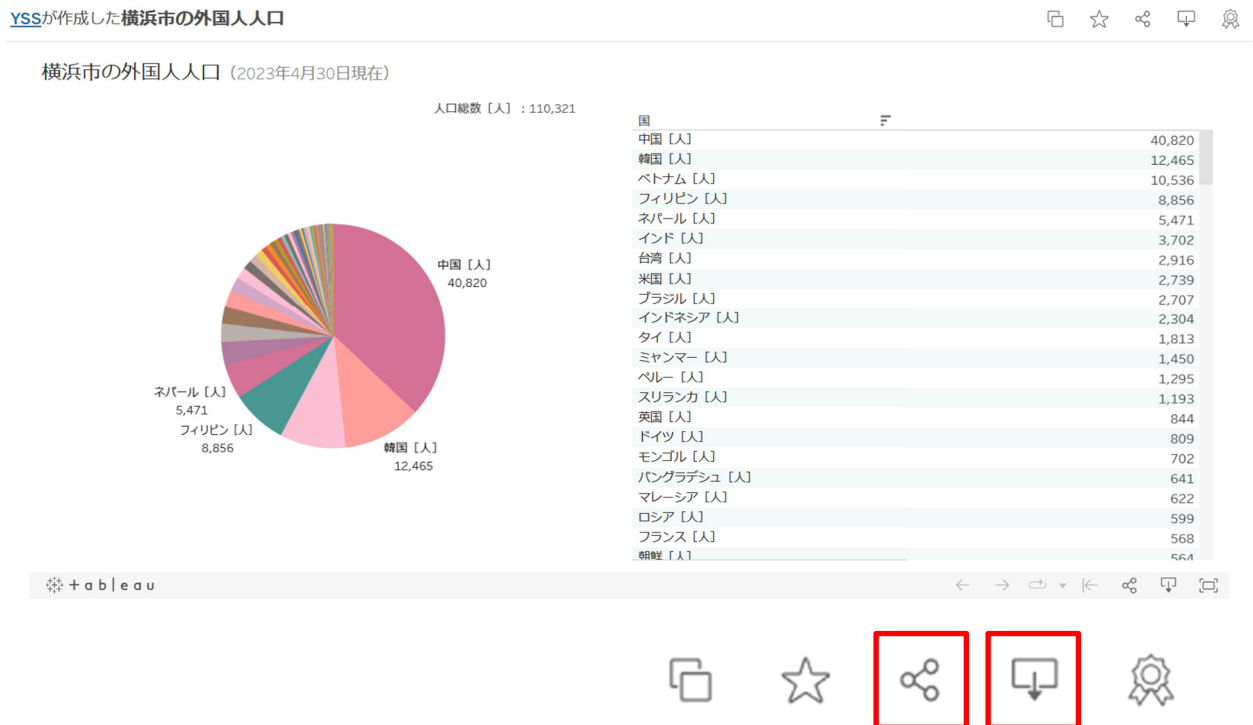 YSSが作成した横浜市の外国人人口
横浜市の外国人人口（2023年4月30日現在）
人口総数［人］：110,321
中国［人］
40,820
ネパール［人］
5,471
フィリピン［人］
8,856
韓国［人］
12,465
国
中国［人］ 40,820
韓国［人］ 12,465
ベトナム［人］ 10,536
フィリピン［人］ 8,856
ネパール［人］ 5,471
インド［人］ 3,702
台湾［人］ 2,916
米国［人］ 2,739
ブラジル［人］ 2,707
インドネシア［人］ 2,304
タイ［人］ 1,813
ミャンマー［人］ 1,450
ペルー［人］ 1,295
スリランカ［人］ 1,193
英国［人］ 844
ドイツ［人］ 809
モンゴル［人］ 702
バングラデシュ［人］ 641
マレーシア［人］ 622
ロシア［人］ 599
フランス［人］ 568
朝鮮［人］ 564
+ableau